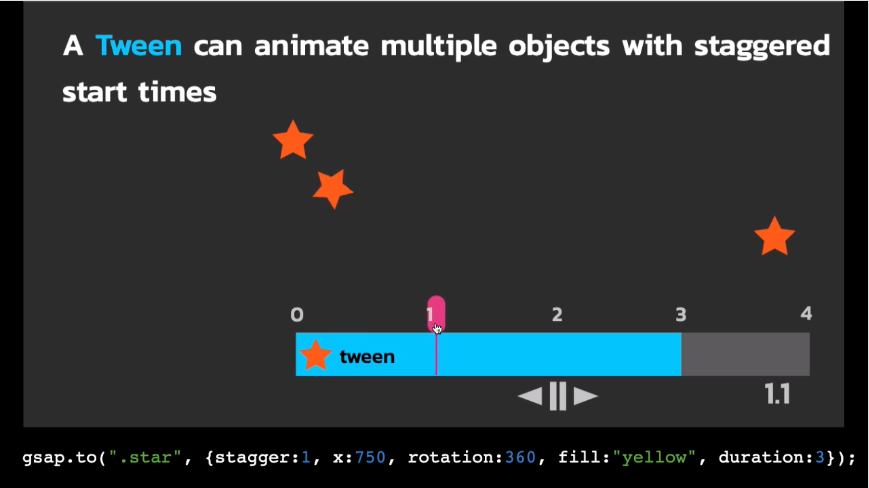 A Tween can animate multiple objects with staggered
start times
0 1 2 3 4
tween
1.1
gsap.to(".star", {stagger:1, x:750, rotation:360, fill:"yellow", duration:3});